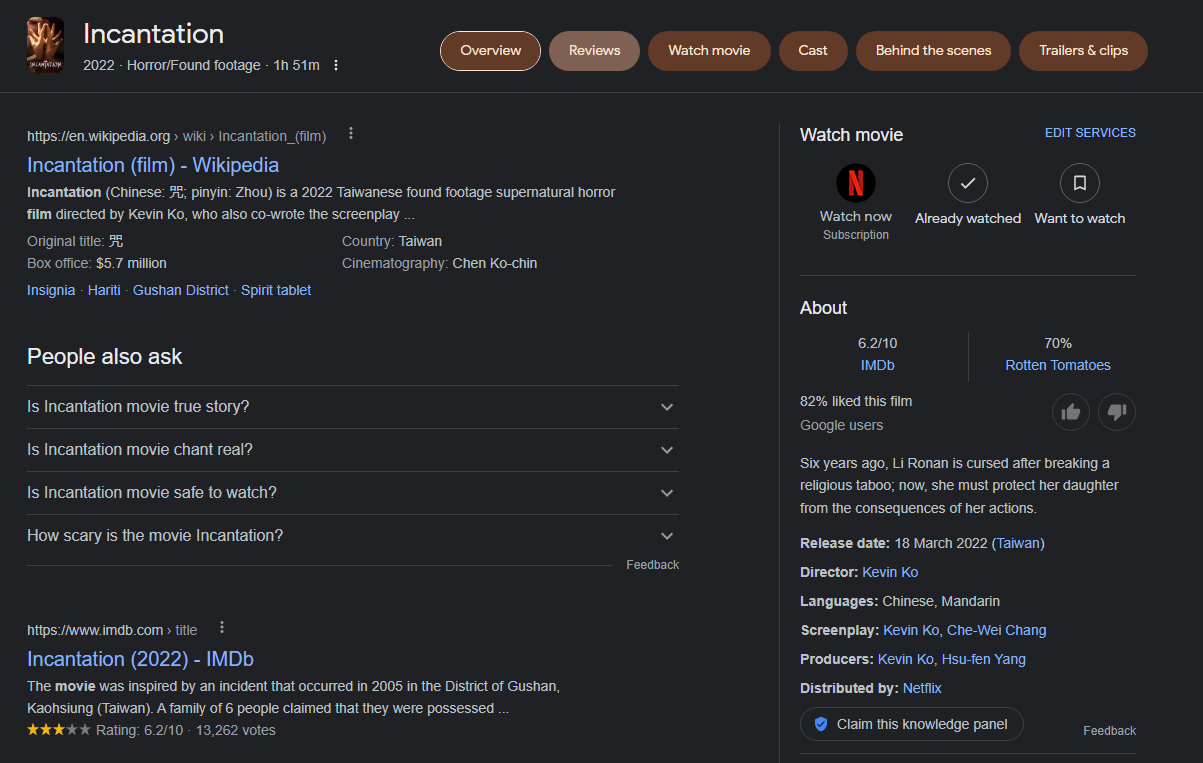 Incantation
2022 · Horror/Found footage · 1h 51m
INCANTATION
Overview
Reviews
Watch movie
Cast
Behind the scenes
Trailers & clips
https://en.wikipedia.org › wiki › Incantation_(film)
Incantation (film) - Wikipedia
Incantation (Chinese: 咒; pinyin: Zhou) is a 2022 Taiwanese found footage supernatural horror
film directed by Kevin Ko, who also co-wrote the screenplay ...
Original title: 咒
Country: Taiwan
Box office: $5.7 million
Cinematography: Chen Ko-chin
Insignia · Hariti · Gushan District · Spirit tablet
People also ask
Is Incantation movie true story?
Is Incantation movie chant real?
Is Incantation movie safe to watch?
How scary is the movie Incantation?
Feedback
https://www.imdb.com › title
Incantation (2022) - IMDb
The movie was inspired by an incident that occurred in 2005 in the District of Gushan,
Kaohsiung (Taiwan). A family of 6 people claimed that they were possessed ...
Rating: 6.2/10 · 13,262 votes
Watch movie
EDIT SERVICES
N
Watch now
Subscription
Already watched
Want to watch
About
6.2/10
IMDb
70%
Rotten Tomatoes
82% liked this film
Google users
Six years ago, Li Ronan is cursed after breaking a
religious taboo; now, she must protect her daughter
from the consequences of her actions.
Release date: 18 March 2022 (Taiwan)
Director: Kevin Ko
Languages: Chinese, Mandarin
Screenplay: Kevin Ko, Che-Wei Chang
Producers: Kevin Ko, Hsu-fen Yang
Distributed by: Netflix
Claim this knowledge panel
Feedback